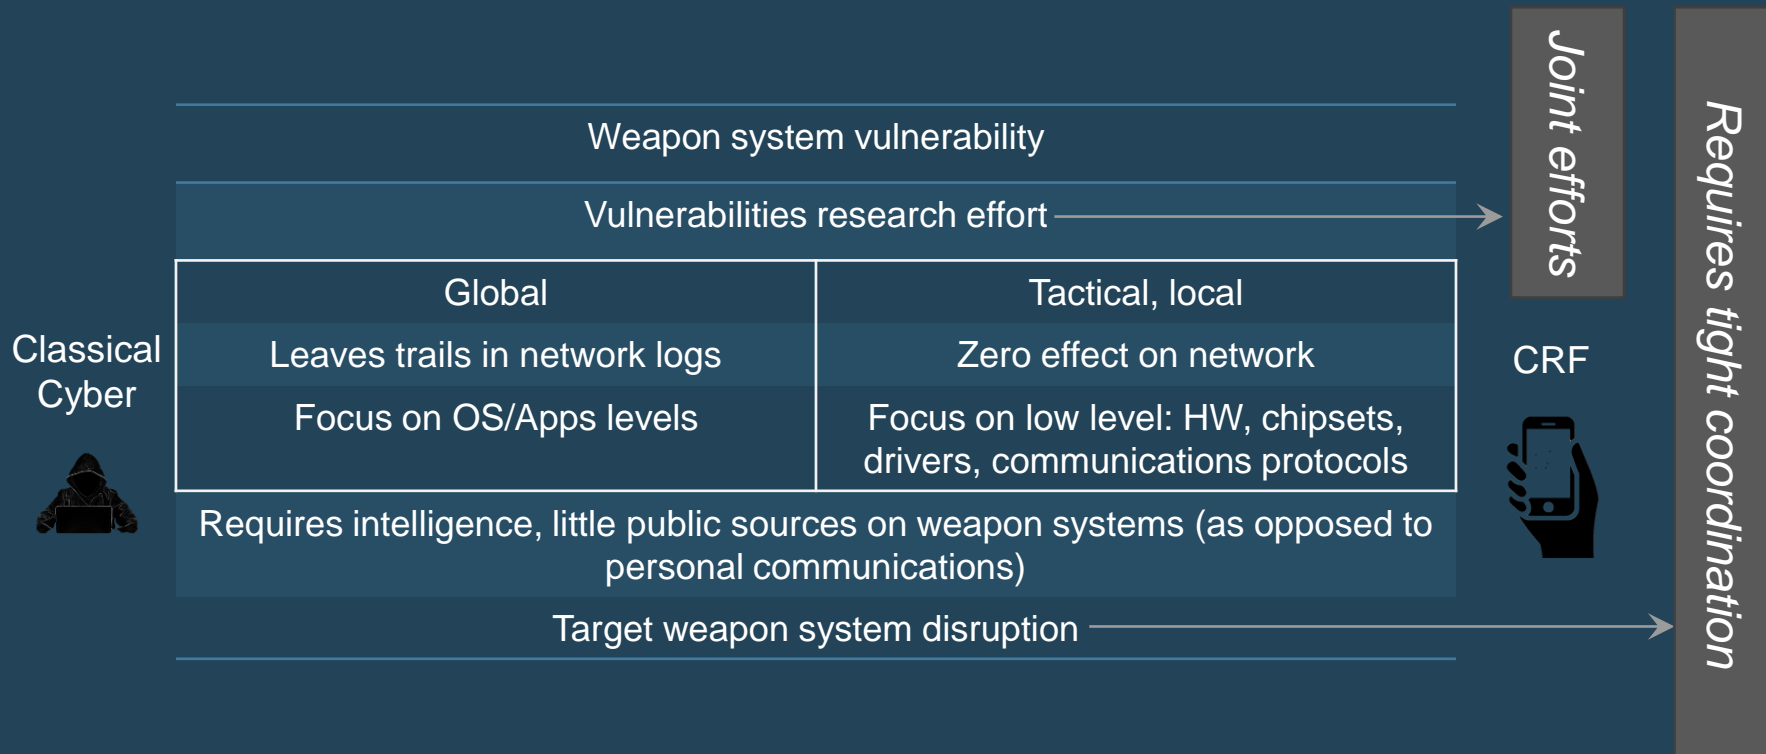 Weapon system vulnerability
Vulnerabilities research effort
Joint efforts
Requires tight coordination
Classical
Cyber
Global
Tactical, local
Leaves trails in network logs
Zero effect on network
Focus on OS/Apps levels
Focus on low level: HW, chipsets,
drivers, communications protocols
CRF
Requires intelligence, little public sources on weapon systems (as opposed to
personal communications)
Target weapon system disruption